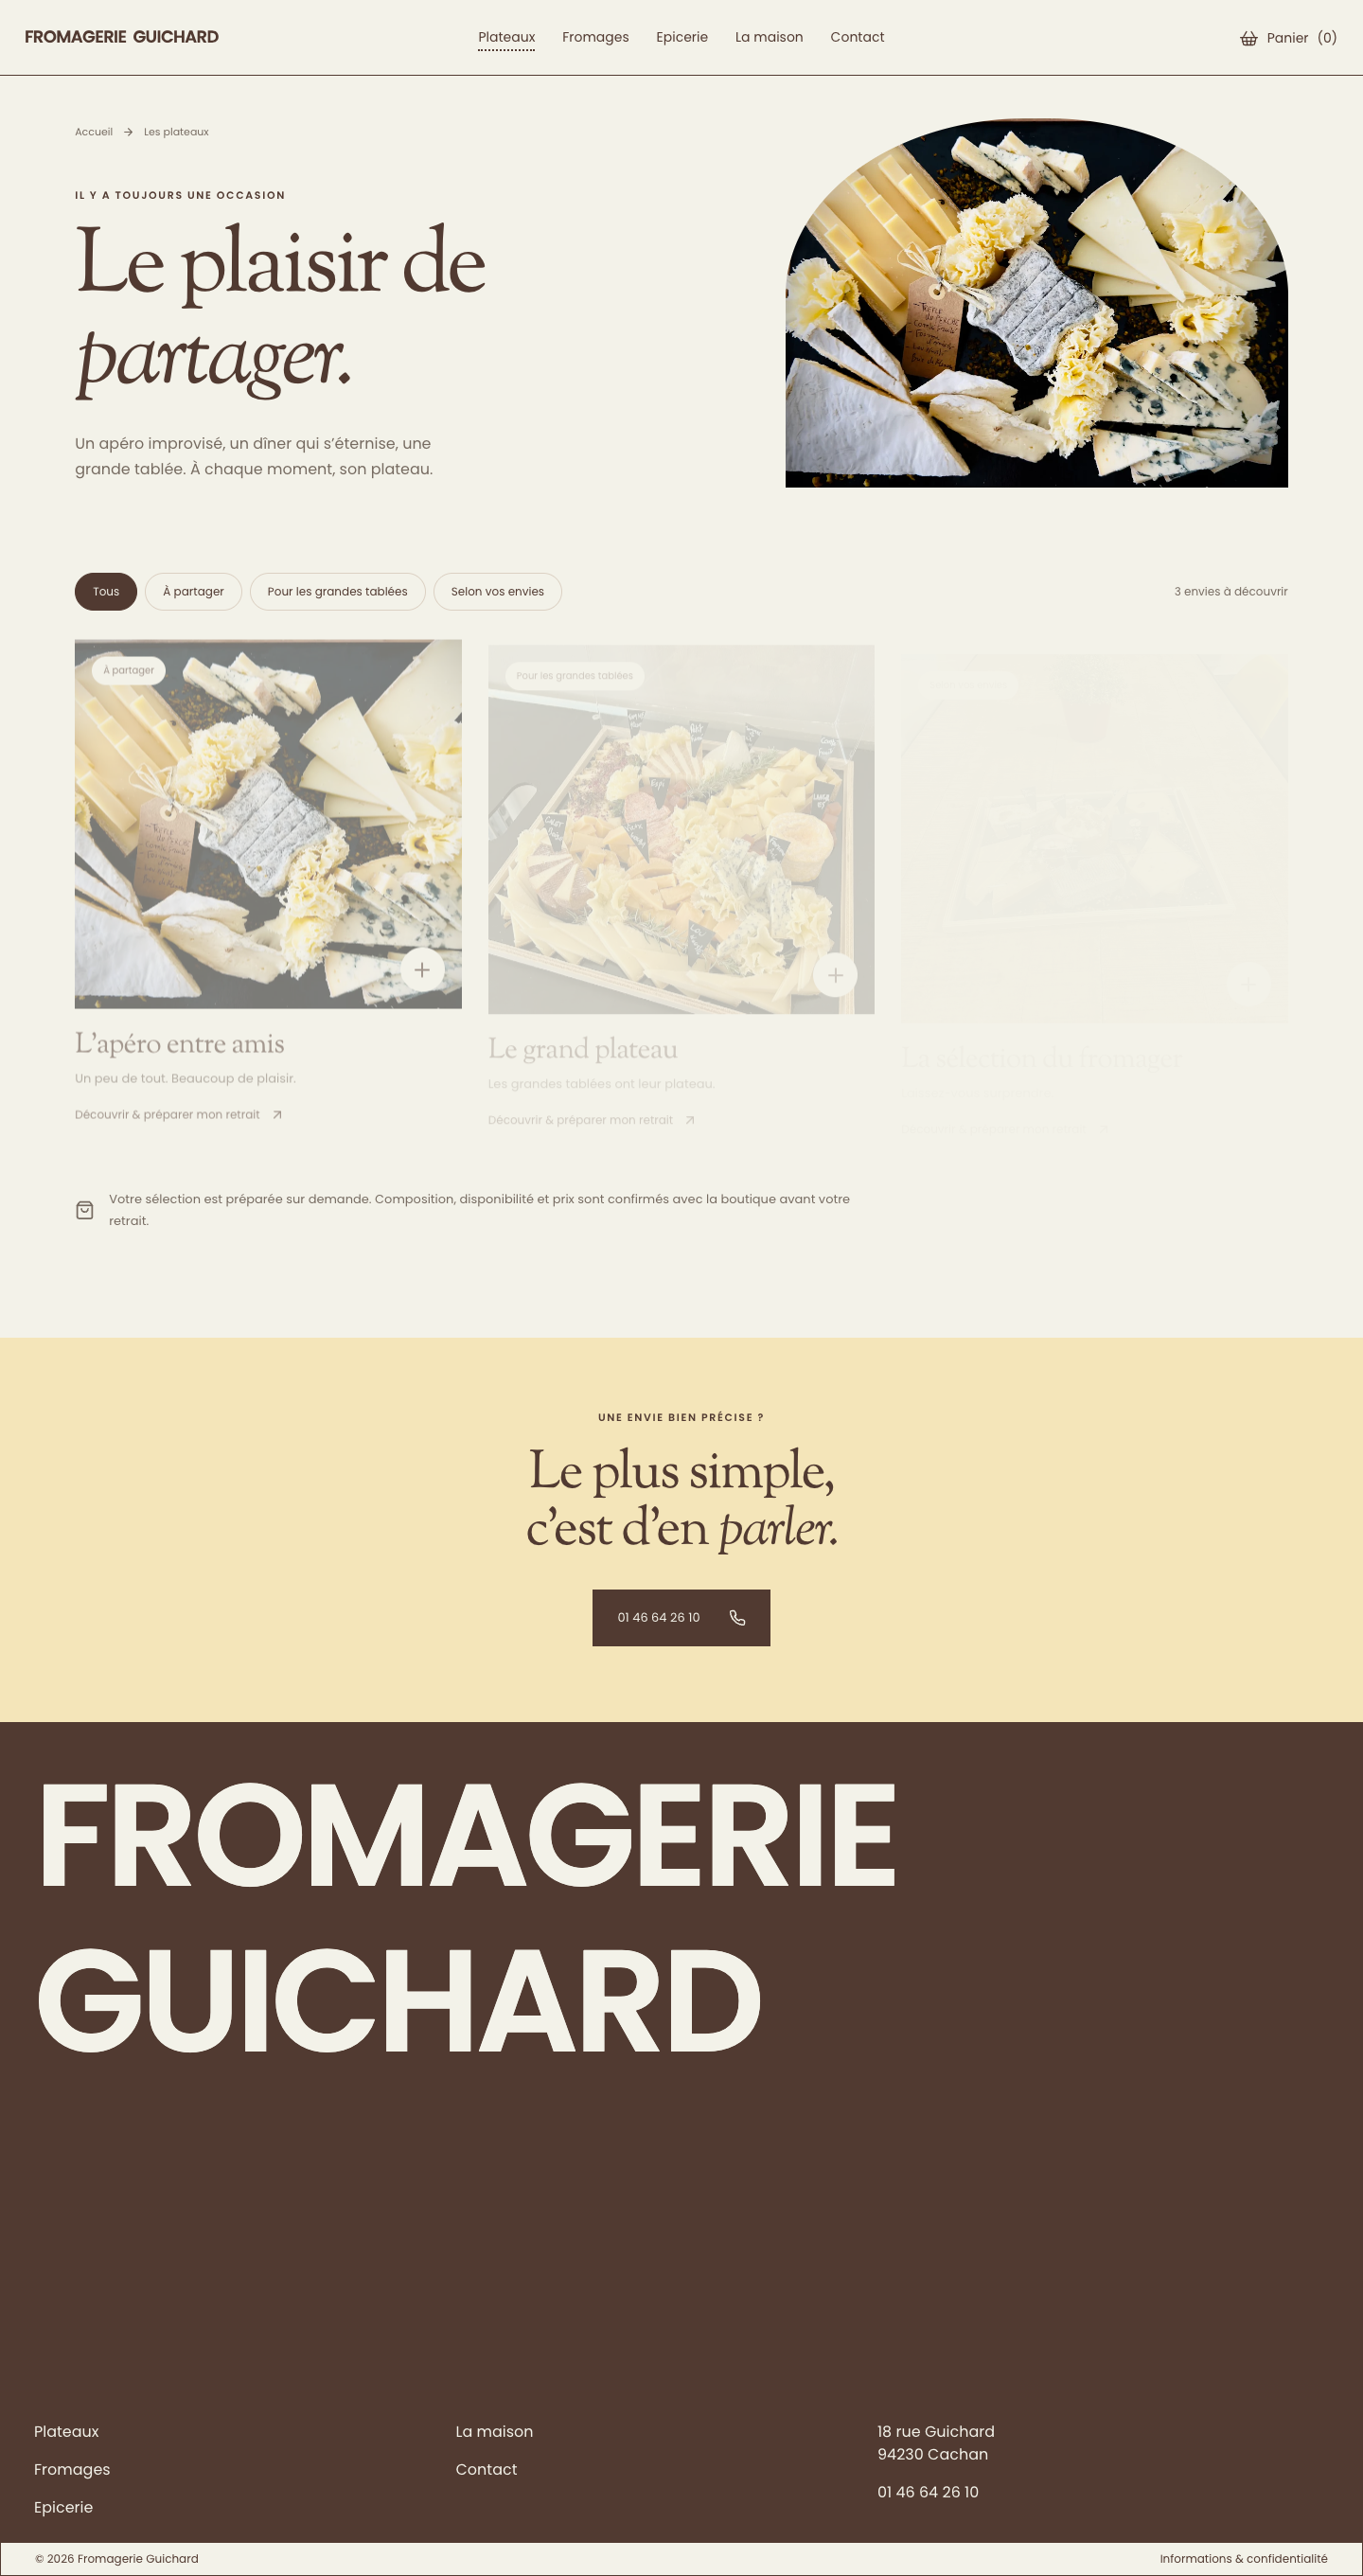 FROMAGERIE GUICHARD
Plateaux
Fromages
Epicerie
La maison
Contact
Panier (0)
Accueil → Les plateaux
IL Y A TOUJOURS UNE OCCASION
Le plaisir de
partager.
Un apéro improvisé, un dîner qui s’éternise, une
grande tablée. À chaque moment, son plateau.
Tous
À partager
Pour les grandes tablées
Selon vos envies
3 envies à découvrir
À partager
L’apéro entre amis
Un peu de tout. Beaucoup de plaisir.
Découvrir & préparer mon retrait
Pour les grandes tablées
Le grand plateau
Les grandes tablées ont leur plateau.
Découvrir & préparer mon retrait
La sélection du fromager
Votre sélection est préparée sur demande. Composition, disponibilité et prix sont confirmés avec la boutique avant votre
retrait.
UNE ENVIE BIEN PRÉCISE ?
Le plus simple,
c’est d’en parler.
01 46 64 26 10
FROMAGERIE
GUICHARD
Plateaux
Fromages
Epicerie
La maison
Contact
18 rue Guichard
94230 Cachan
01 46 64 26 10
© 2026 Fromagerie Guichard
Informations & confidentialité